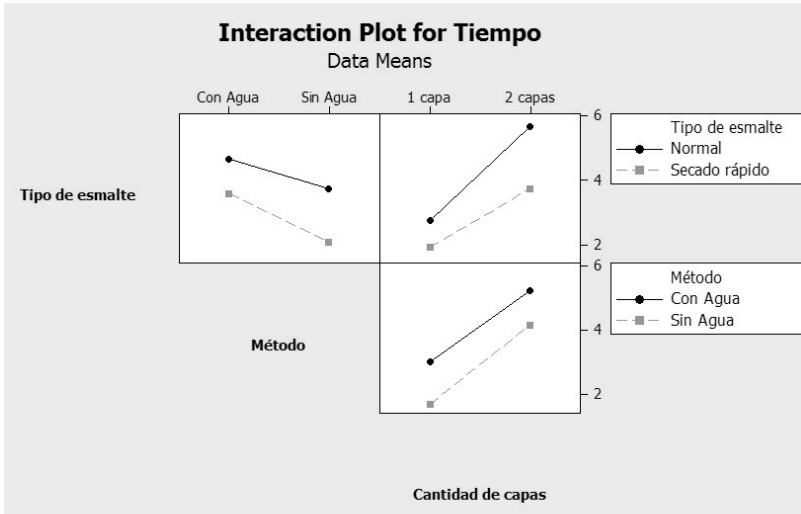 Interaction Plot for Tiempo
Data Means
Con Agua Sin Agua 1 capa 2 capas
6
4
2
Tipo de esmalte
Normal
Secado rápido
Tipo de esmalte
6
4
2
Método
Con Agua
Sin Agua
Método
Cantidad de capas